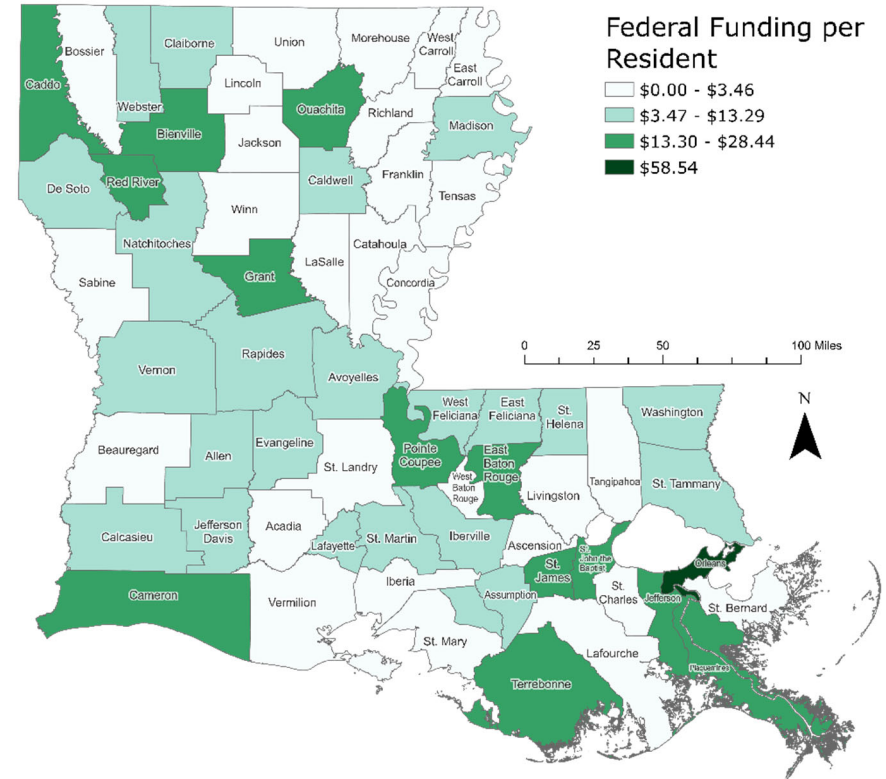 Federal Funding per
Resident
$0.00 - $3.46
$3.47 - $13.29
$13.30 - $28.44
$58.54
Claiborne
Union
Morehouse
West
Carroll
Bossier
East
Carroll
Caddo
Lincoln
Webster
Ouachita
Richland
Bienville
Madison
Jackson
Franklin
De Soto
Red River
Caldwell
Tensas
Winn
Natchitoches
Catahoula
LaSalle
Grant
Sabine
Concordia
0 25 50 100 Miles
Rapides
Vernon
Avoyelles
N
West
Feliciana
East
Feliciana
St.
Helena
Washington
Beauregard
Allen
Evangeline
Pointe
Coupee
East
Baton
Rouge
St. Landry
West
Baton
Rouge
Tangipahoa
St. Tammany
Livingston
Calcasieu
Jefferson
Davis
Acadia
Lafayette
St. Martin
Iberville
Ascension
St.
John the
Baptist
Orleans
St.
James
Cameron
Iberia
Assumption
St.
Charles
Jefferson
Vermilion
St. Bernard
St. Mary
Lafourche
Plaquemines
Terrebonne